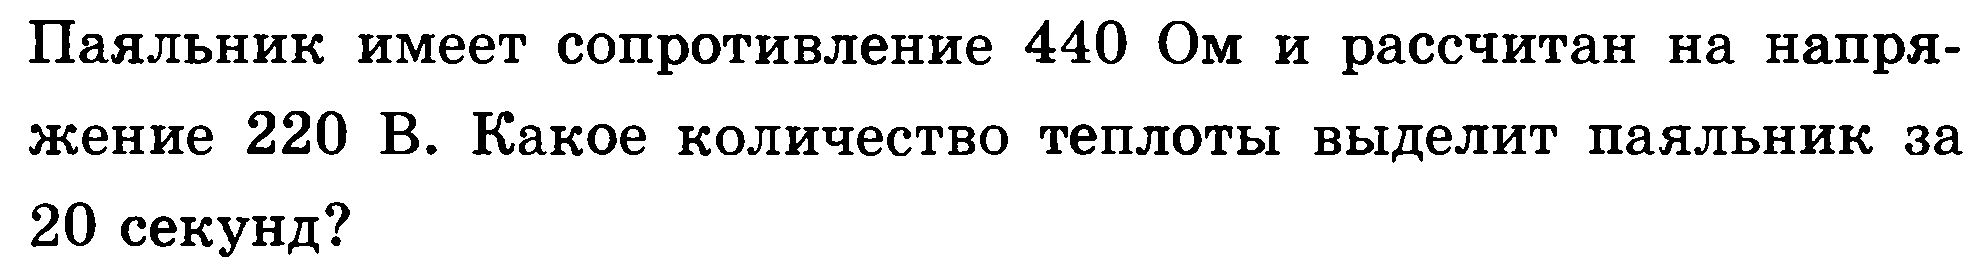 Паяльник имеет сопротивление 440 Ом и рассчитан на напря-
жение 220 В. Какое количество теплоты выделит паяльник за
20 секунд?